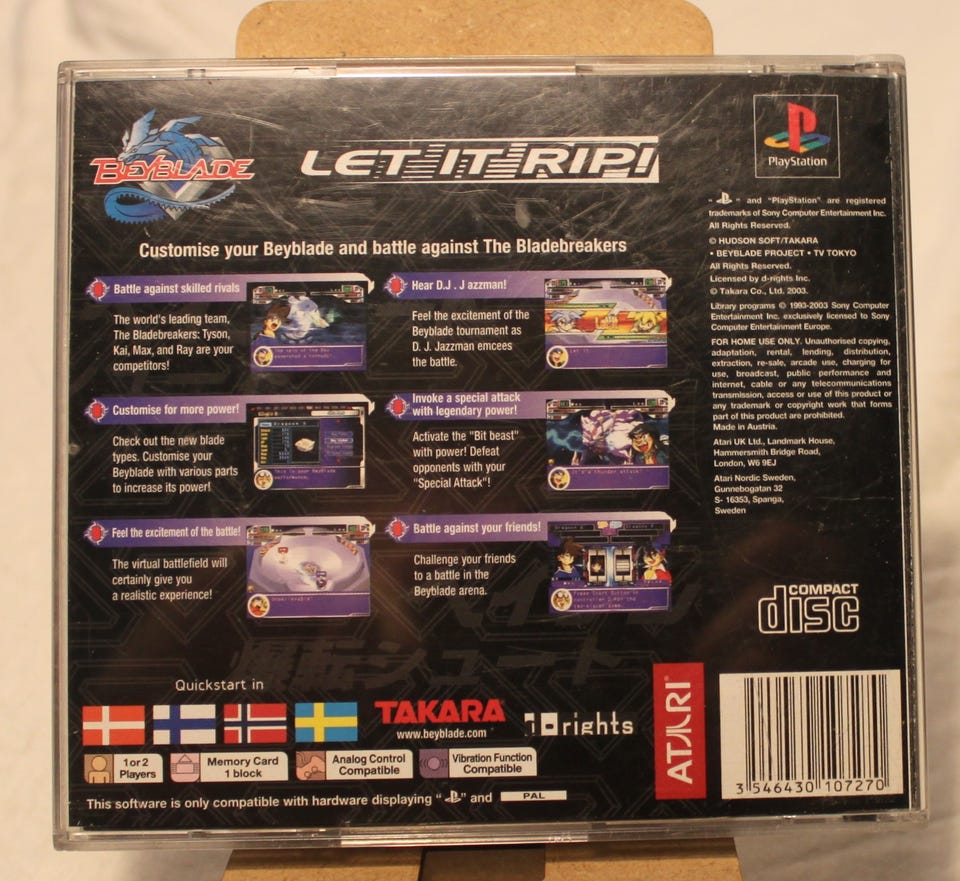 BEYBLADE
LET IT RIP!
PlayStation
Customise your Beyblade and battle against The Bladebreakers
Battle against skilled rivals
The world's leading team,
The Bladebreakers: Tyson,
Kai, Max, and Ray are your
competitors!
Hear D.J . J azzman!
Feel the excitement of the
Beyblade tournament as
D. J. Jazzman emcees
the battle.
Customise for more power!
Check out the new blade
types. Customise your
Beyblade with various parts
to increase its power!
Invoke a special attack
with legendary power!
Activate the "Bit beast"
with power! Defeat
opponents with your
"Special Attack"!
Feel the excitement of the battle!
The virtual battlefield will
certainly give you
a realistic experience!
Battle against your friends!
Challenge your friends
to a battle in the
Beyblade arena.
" " and "PlayStation" are registered
trademarks of Sony Computer Entertainment Inc.
All Rights Reserved.
© HUDSON SOFT/TAKARA
• BEYBLADE PROJECT • TV TOKYO
All Rights Reserved.
Licensed by d-rights Inc.
© Takara Co., Ltd. 2003.
Library programs © 1993-2003 Sony Computer
Entertainment Inc. exclusively licensed to Sony
Computer Entertainment Europe.
FOR HOME USE ONLY. Unauthorised copying,
adaptation, rental, lending, distribution,
extraction, re-sale, arcade use, charging for
use, broadcast, public performance and
internet, cable or any telecommunications
transmission, access or use of this product or
any trademark or copyright work that forms
part of this product are prohibited.
Made in Austria.
Atari UK Ltd., Landmark House,
Hammersmith Bridge Road,
London, W6 9EJ
Atari Nordic Sweden,
Gunnebogatan 32
S- 16353, Spanga,
Sweden
COMPACT
disc
爆転シュート
Quickstart in
TAKARA
www.beyblade.com
rights
ATARI
1 or 2
Players
Memory Card
1 block
Analog Control
Compatible
Vibration Function
Compatible
This software is only compatible with hardware displaying " " and PAL
3 546430 107270